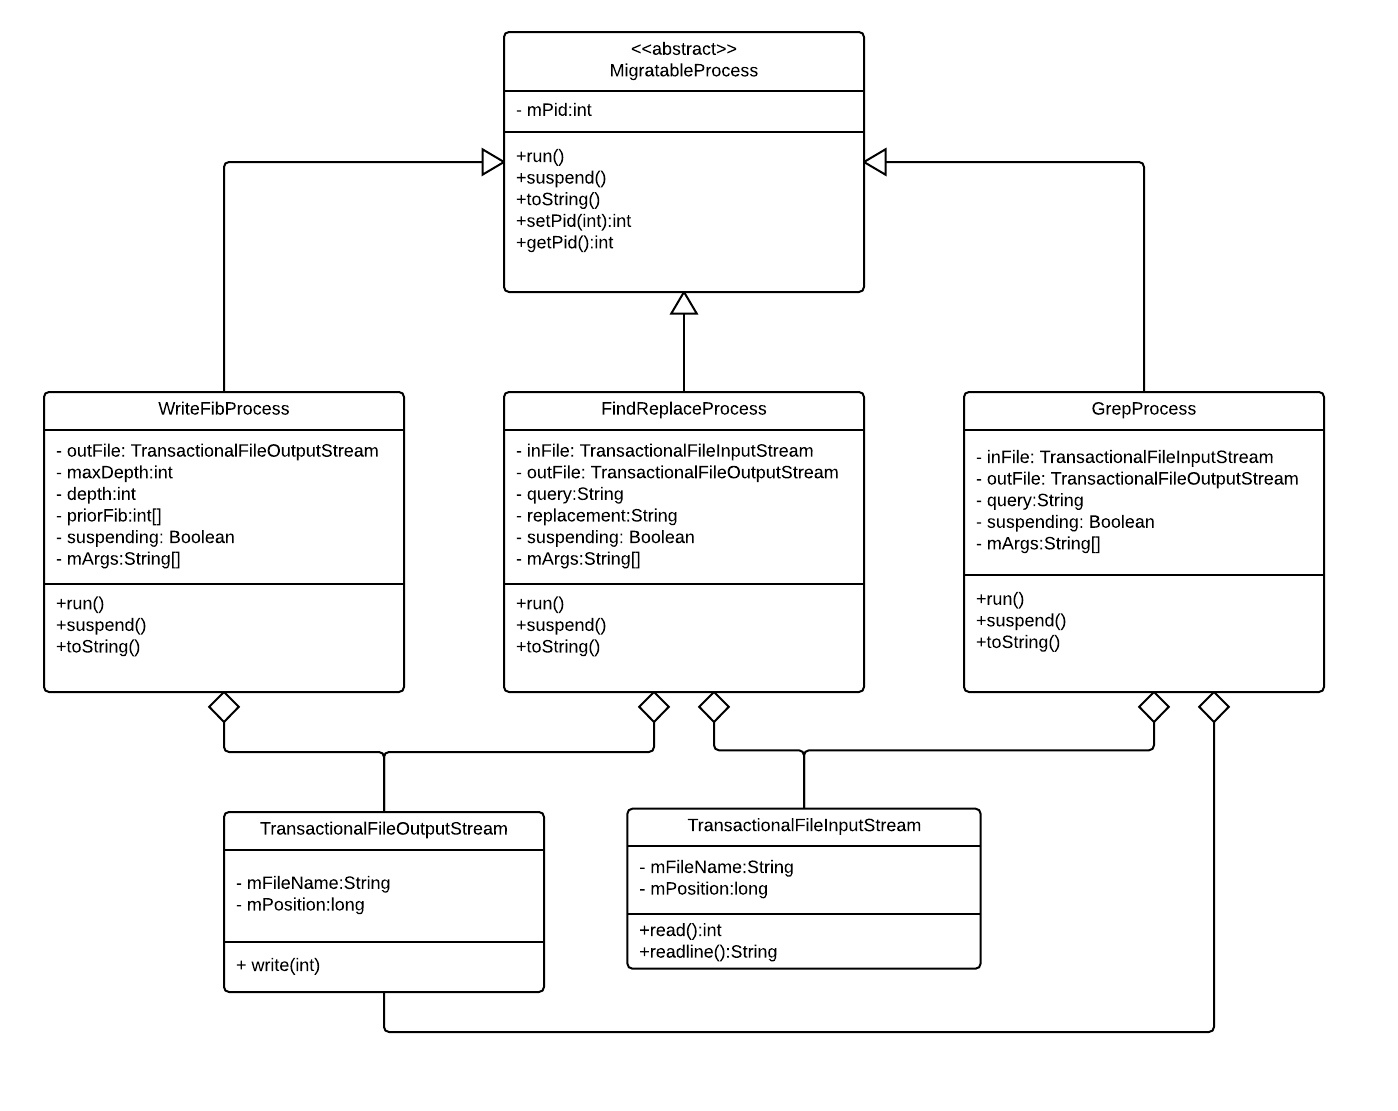 <<abstract>>
MigratableProcess
- mPid:int
+run()
+suspend()
+toString()
+setPid(int):int
+getPid():int
WriteFibProcess
- outFile: TransactionalFileOutputStream
- maxDepth:int
- depth:int
- priorFib:int[]
- suspending: Boolean
- mArgs:String[]
+run()
+suspend()
+toString()
FindReplaceProcess
- inFile: TransactionalFileInputStream
- outFile: TransactionalFileOutputStream
- query:String
- replacement:String
- suspending: Boolean
- mArgs:String[]
+run()
+suspend()
+toString()
GrepProcess
- inFile: TransactionalFileInputStream
- outFile: TransactionalFileOutputStream
- query:String
- suspending: Boolean
- mArgs:String[]
+run()
+suspend()
+toString()
TransactionalFileOutputStream
- mFileName:String
- mPosition:long
+ write(int)
TransactionalFileInputStream
- mFileName:String
- mPosition:long
+read():int
+readline():String